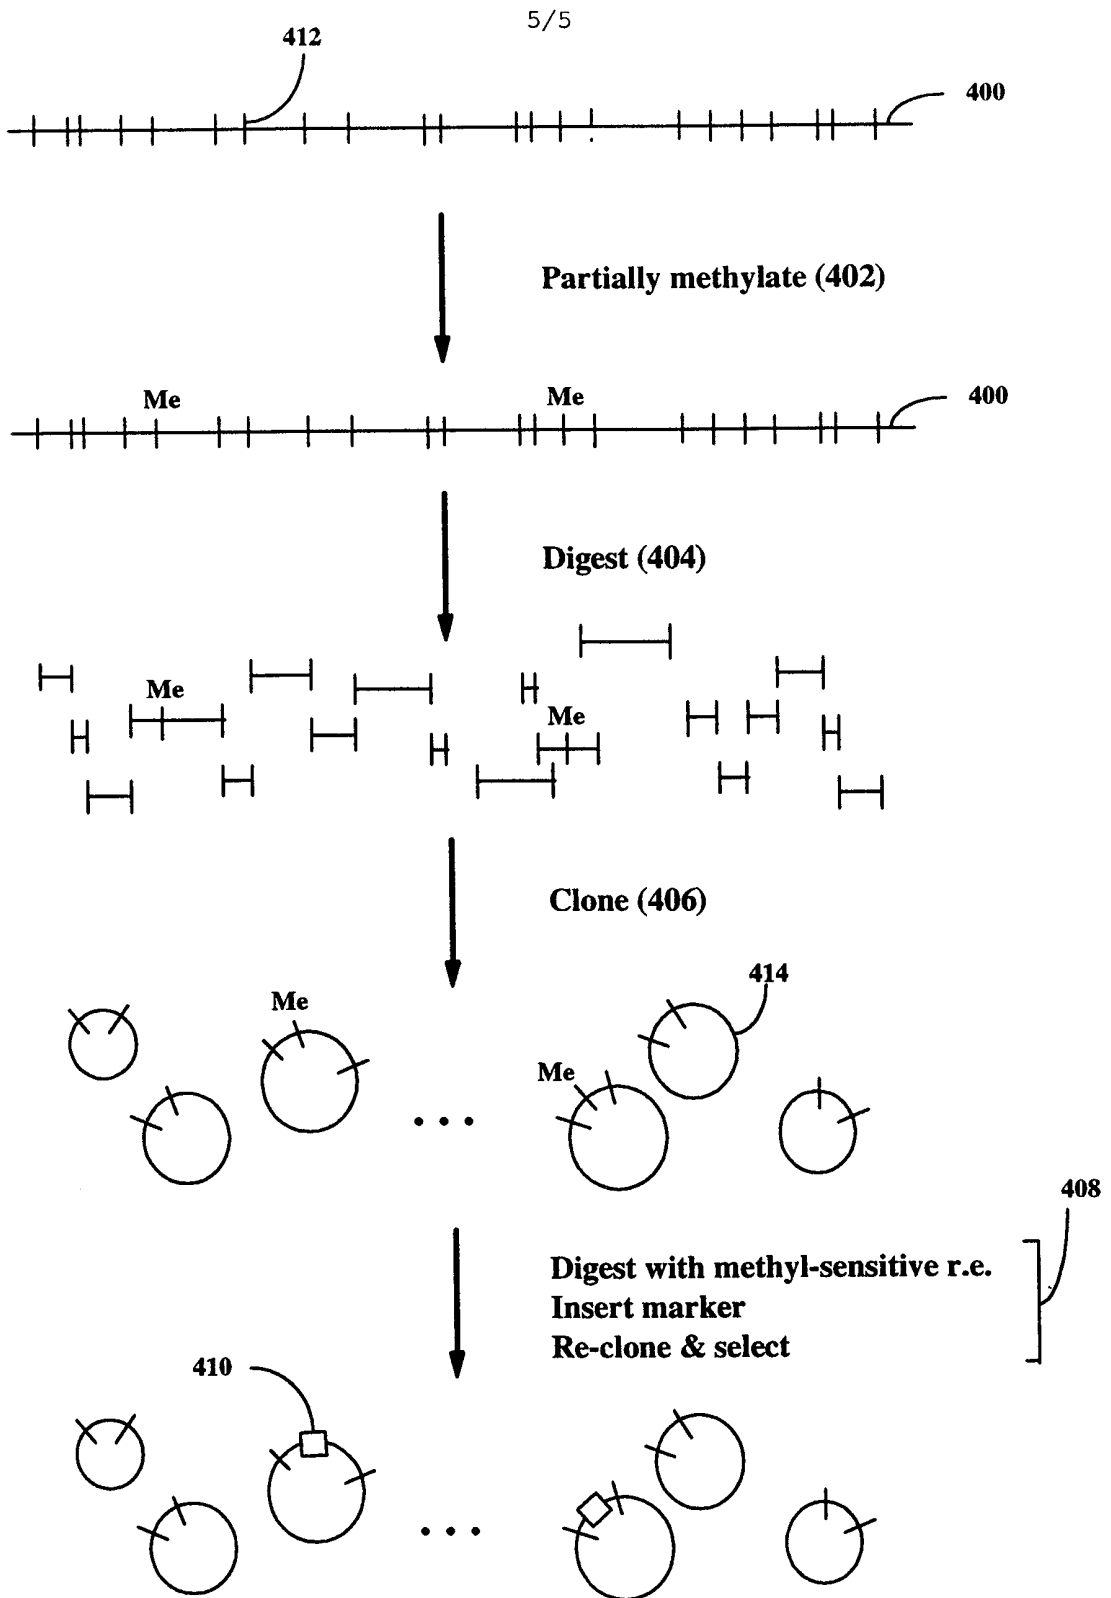 5/5
412
400
Partially methylate (402)
Me
Me
400
Digest (404)
Me
Me
Clone (406)
Me
414
Me
408
Digest with methyl-sensitive r.e.
Insert marker
Re-clone & select
410